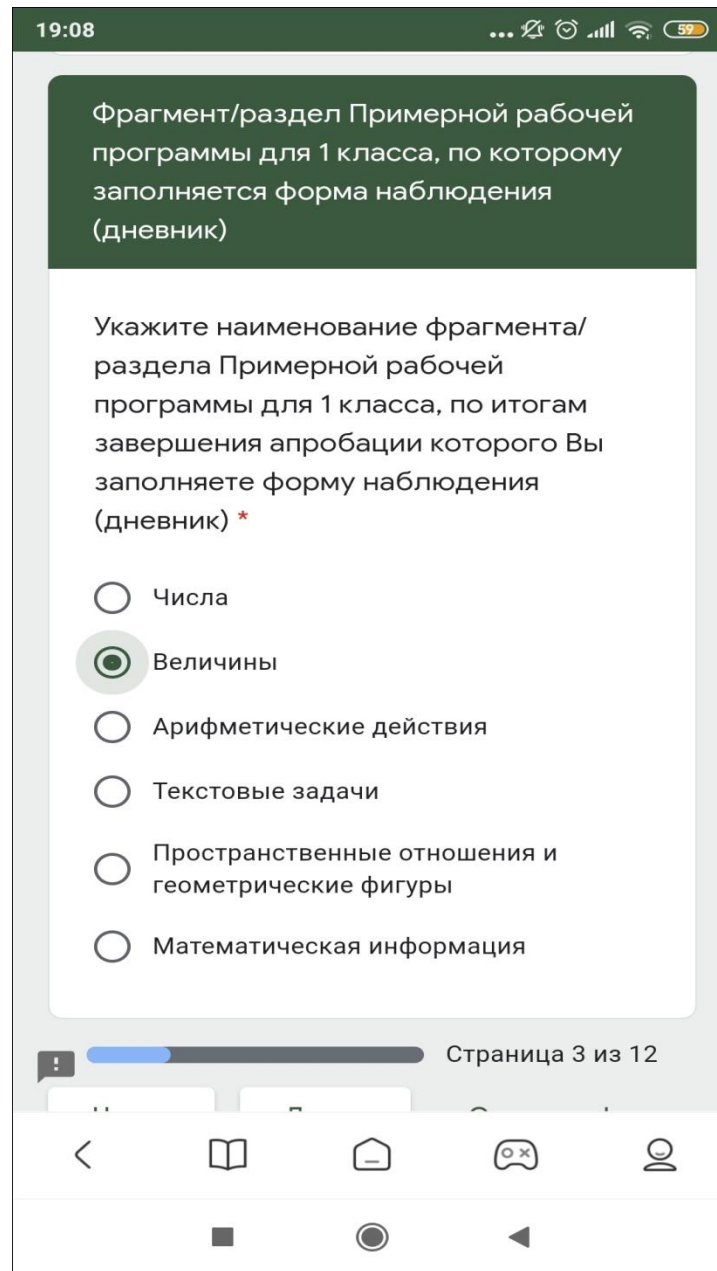 19:08
... 59
Фрагмент/раздел Примерной рабочей
программы для 1 класса, по которому
заполняется форма наблюдения
(дневник)
Укажите наименование фрагмента/
раздела Примерной рабочей
программы для 1 класса, по итогам
завершения апробации которого Вы
заполняете форму наблюдения
(дневник) *
Числа
Величины
Арифметические действия
Текстовые задачи
Пространственные отношения и
геометрические фигуры
Математическая информация
Страница 3 из 12